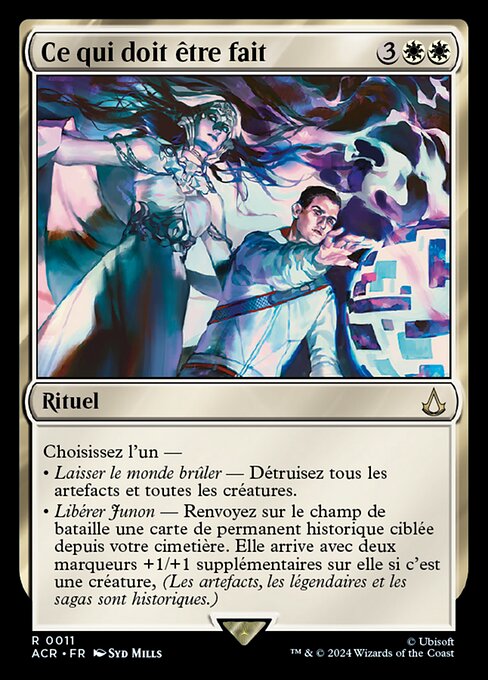 Ce qui doit être fait 3
Rituel
Choisissez l'un —
• Laisser le monde brûler — Détruisez tous les
artefacts et toutes les créatures.
• Libérer Junon — Renvoyez sur le champ de
bataille une carte de permanent historique ciblée
depuis votre cimetière. Elle arrive avec deux
marqueurs +1/+1 supplémentaires sur elle si c'est
une créature, (Les artefacts, les légendaires et les
sagas sont historiques.)
R 0011
ACR • FR Syd Mills
© Ubisoft
™ & © 2024 Wizards of the Coast